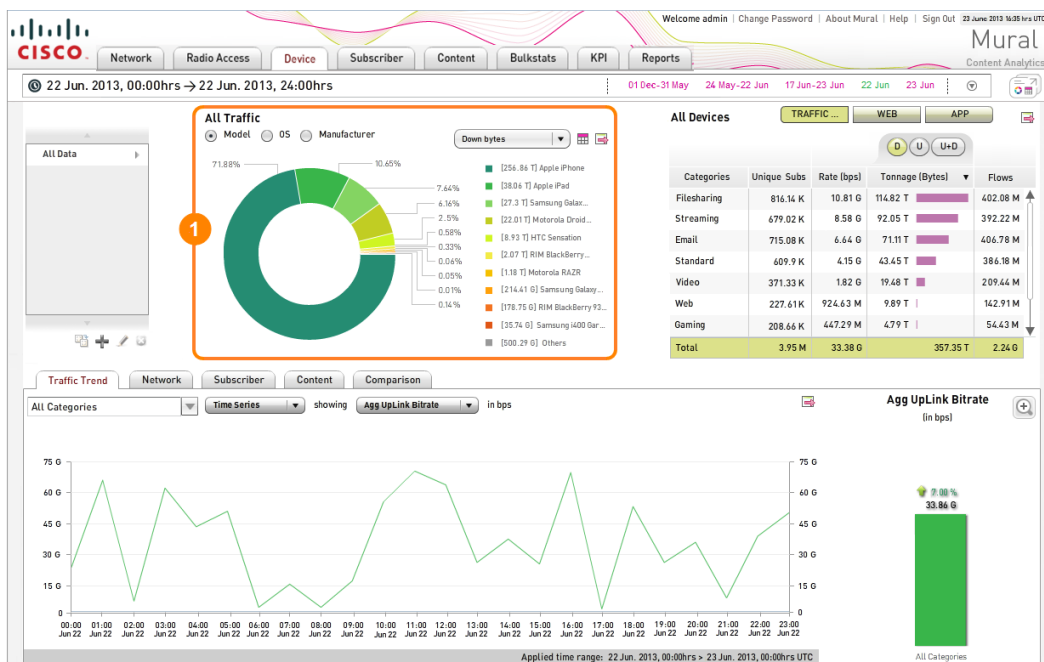 Welcome admin | Change Password | About Mural | Help | Sign Out 23 June 2013 16:35 hrs UTC
CISCO
Mural
Content Analytics
Network Radio Access Device Subscriber Content Bulkstats KPI Reports
22 Jun. 2013, 00:00hrs → 22 Jun. 2013, 24:00hrs
01 Dec-31 May 24 May-22 Jun 17 Jun-23 Jun 22 Jun 23 Jun
All Data
1
All Traffic
Model OS Manufacturer
Down bytes
71.88%
10.65%
7.64%
6.16%
2.5%
0.58%
0.33%
0.06%
0.05%
0.01%
0.14%
[256.86 T] Apple iPhone
[38.06 T] Apple iPad
[27.3 T] Samsung Galax...
[22.01 T] Motorola Droid...
[8.93 T] HTC Sensation
[2.07 T] RIM BlackBerry...
[1.18 T] Motorola RAZR
[214.41 G] Samsung Galaxy...
[178.75 G] RIM BlackBerry 93...
[35.74 G] Samsung i400 Gar...
[500.29 G] Others
All Devices
TRAFFIC ... WEB APP
D U U+D
Categories Unique Subs Rate (bps) Tonnage (Bytes) Flows
Filesharing 816.14 K 10.81 G 114.82 T 402.08 M
Streaming 679.02 K 8.58 G 92.05 T 392.22 M
Email 715.08 K 6.64 G 71.11 T 406.78 M
Standard 609.9 K 4.15 G 43.45 T 386.18 M
Video 371.33 K 1.82 G 19.48 T 209.44 M
Web 227.61 K 924.63 M 9.89 T 142.91 M
Gaming 208.66 K 447.29 M 4.79 T 54.43 M
Total 3.95 M 33.38 G 357.35 T 2.24 G
Traffic Trend Network Subscriber Content Comparison
All Categories Time Series showing Agg UpLink Bitrate in bps
Agg UpLink Bitrate
(in bps)
75 G 75 G
60 G 60 G
45 G 45 G
30 G 30 G
15 G 15 G
0 0
00:00 01:00 02:00 03:00 04:00 05:00 06:00 07:00 08:00 09:00 10:00 11:00 12:00 13:00 14:00 15:00 16:00 17:00 18:00 19:00 20:00 21:00 22:00 23:00
Jun 22 Jun 22 Jun 22 Jun 22 Jun 22 Jun 22 Jun 22 Jun 22 Jun 22 Jun 22 Jun 22 Jun 22 Jun 22 Jun 22 Jun 22 Jun 22 Jun 22 Jun 22 Jun 22 Jun 22 Jun 22 Jun 22 Jun 22 Jun 22
33.86 G
All Categories
Applied time range: 22 Jun. 2013, 00:00hrs > 23 Jun. 2013, 00:00hrs UTC